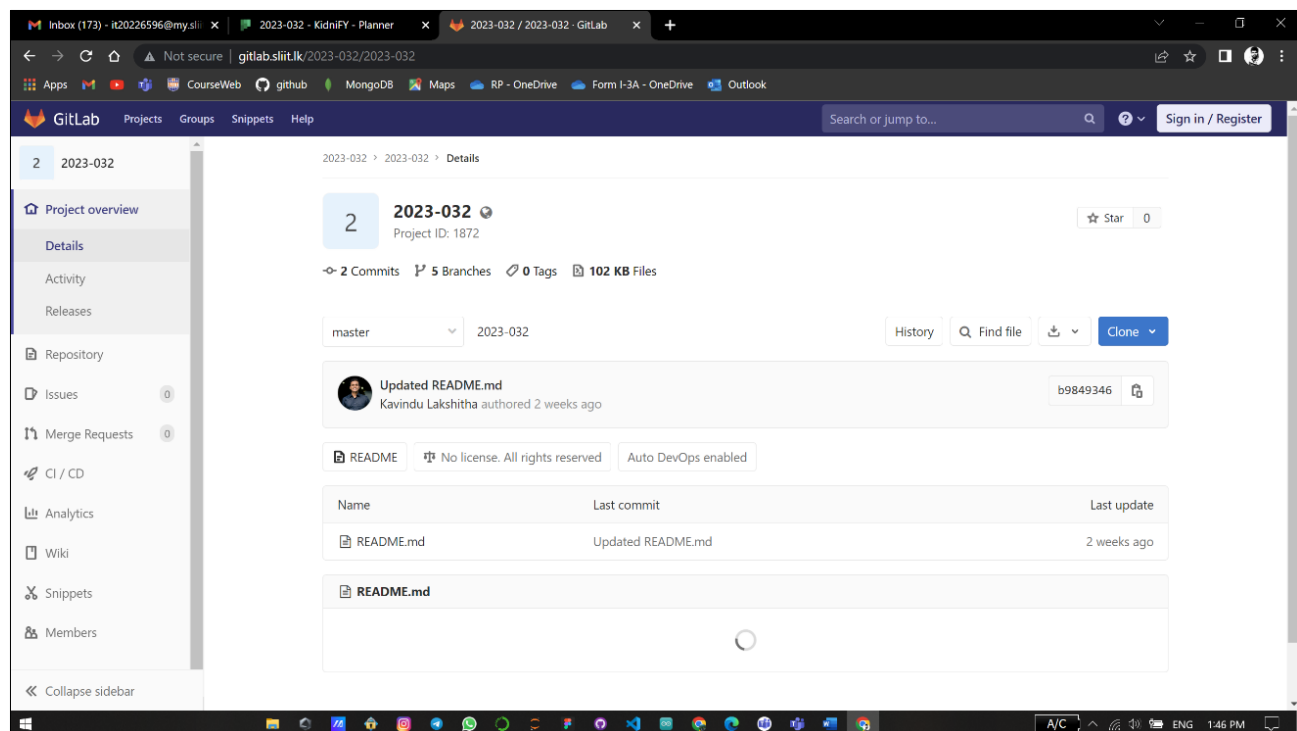 Inbox (173) - it20226596@my.slii
2023-032 - KidniFY - Planner
2023-032 / 2023-032 · GitLab
Not secure | gitlab.sliit.lk/2023-032/2023-032
Apps CourseWeb github MongoDB Maps RP - OneDrive Form I-3A - OneDrive Outlook
GitLab Projects Groups Snippets Help Search or jump to... Sign in / Register
2 2023-032
2023-032 > 2023-032 > Details
Project overview
Details
Activity
Releases
Repository
Issues 0
Merge Requests 0
CI / CD
Analytics
Wiki
Snippets
Members
Collapse sidebar
2 2023-032
Project ID: 1872
Star 0
2 Commits 5 Branches 0 Tags 102 KB Files
master 2023-032 History Find file Clone
Updated README.md
Kavindu Lakshitha authored 2 weeks ago
b9849346
README No license. All rights reserved Auto DevOps enabled
Name Last commit Last update
README.md Updated README.md 2 weeks ago
README.md
A/C ENG 1:46 PM